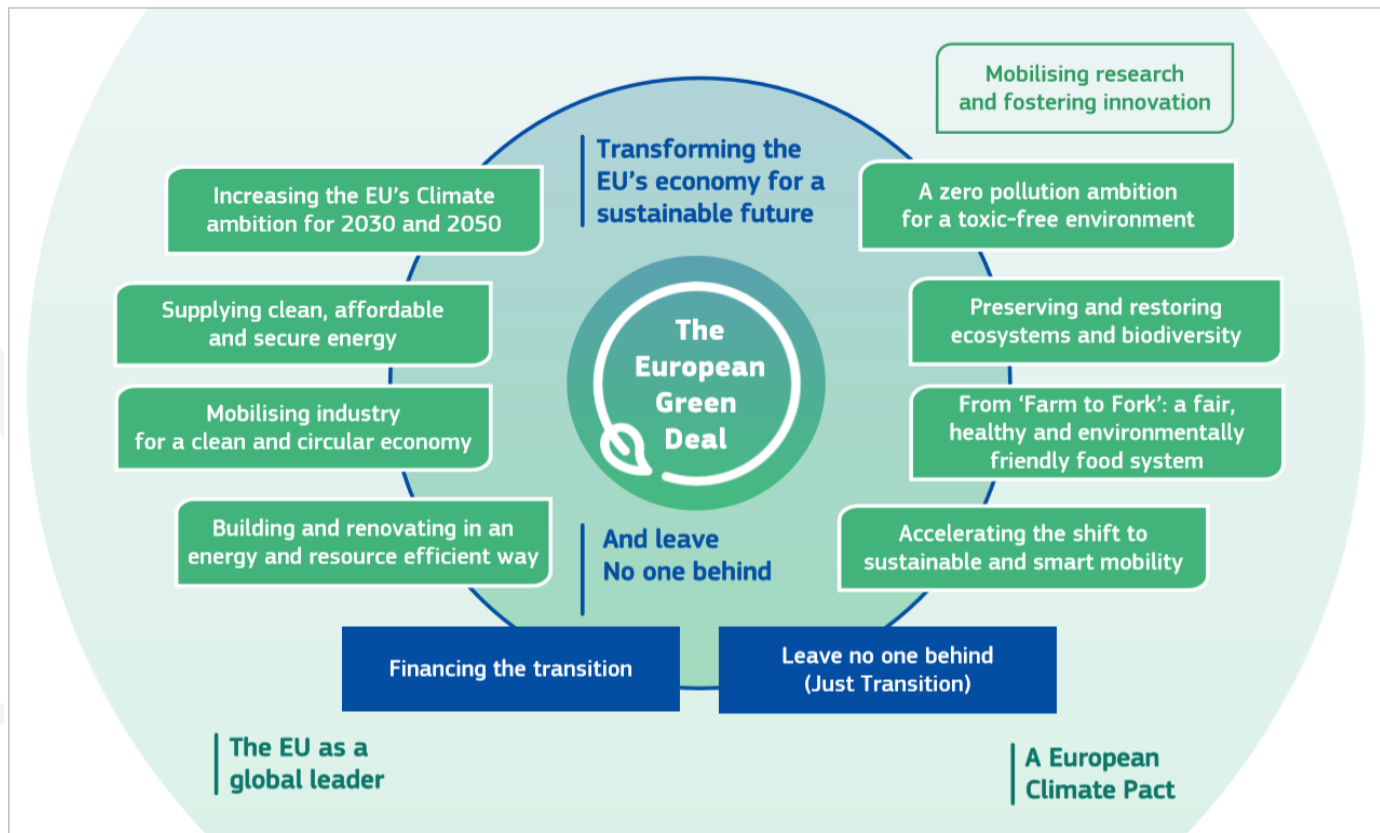 Mobilising research
and fostering innovation
Transforming the
EU's economy for a
sustainable future
Increasing the EU's Climate
ambition for 2030 and 2050
Supplying clean, affordable
and secure energy
Mobilising industry
for a clean and circular economy
Building and renovating in an
energy and resource efficient way
The
European
Green
Deal
A zero pollution ambition
for a toxic-free environment
Preserving and restoring
ecosystems and biodiversity
From ‘Farm to Fork’: a fair,
healthy and environmentally
friendly food system
Accelerating the shift to
sustainable and smart mobility
And leave
No one behind
Financing the transition
Leave no one behind
(Just Transition)
The EU as a
global leader
A European
Climate Pact